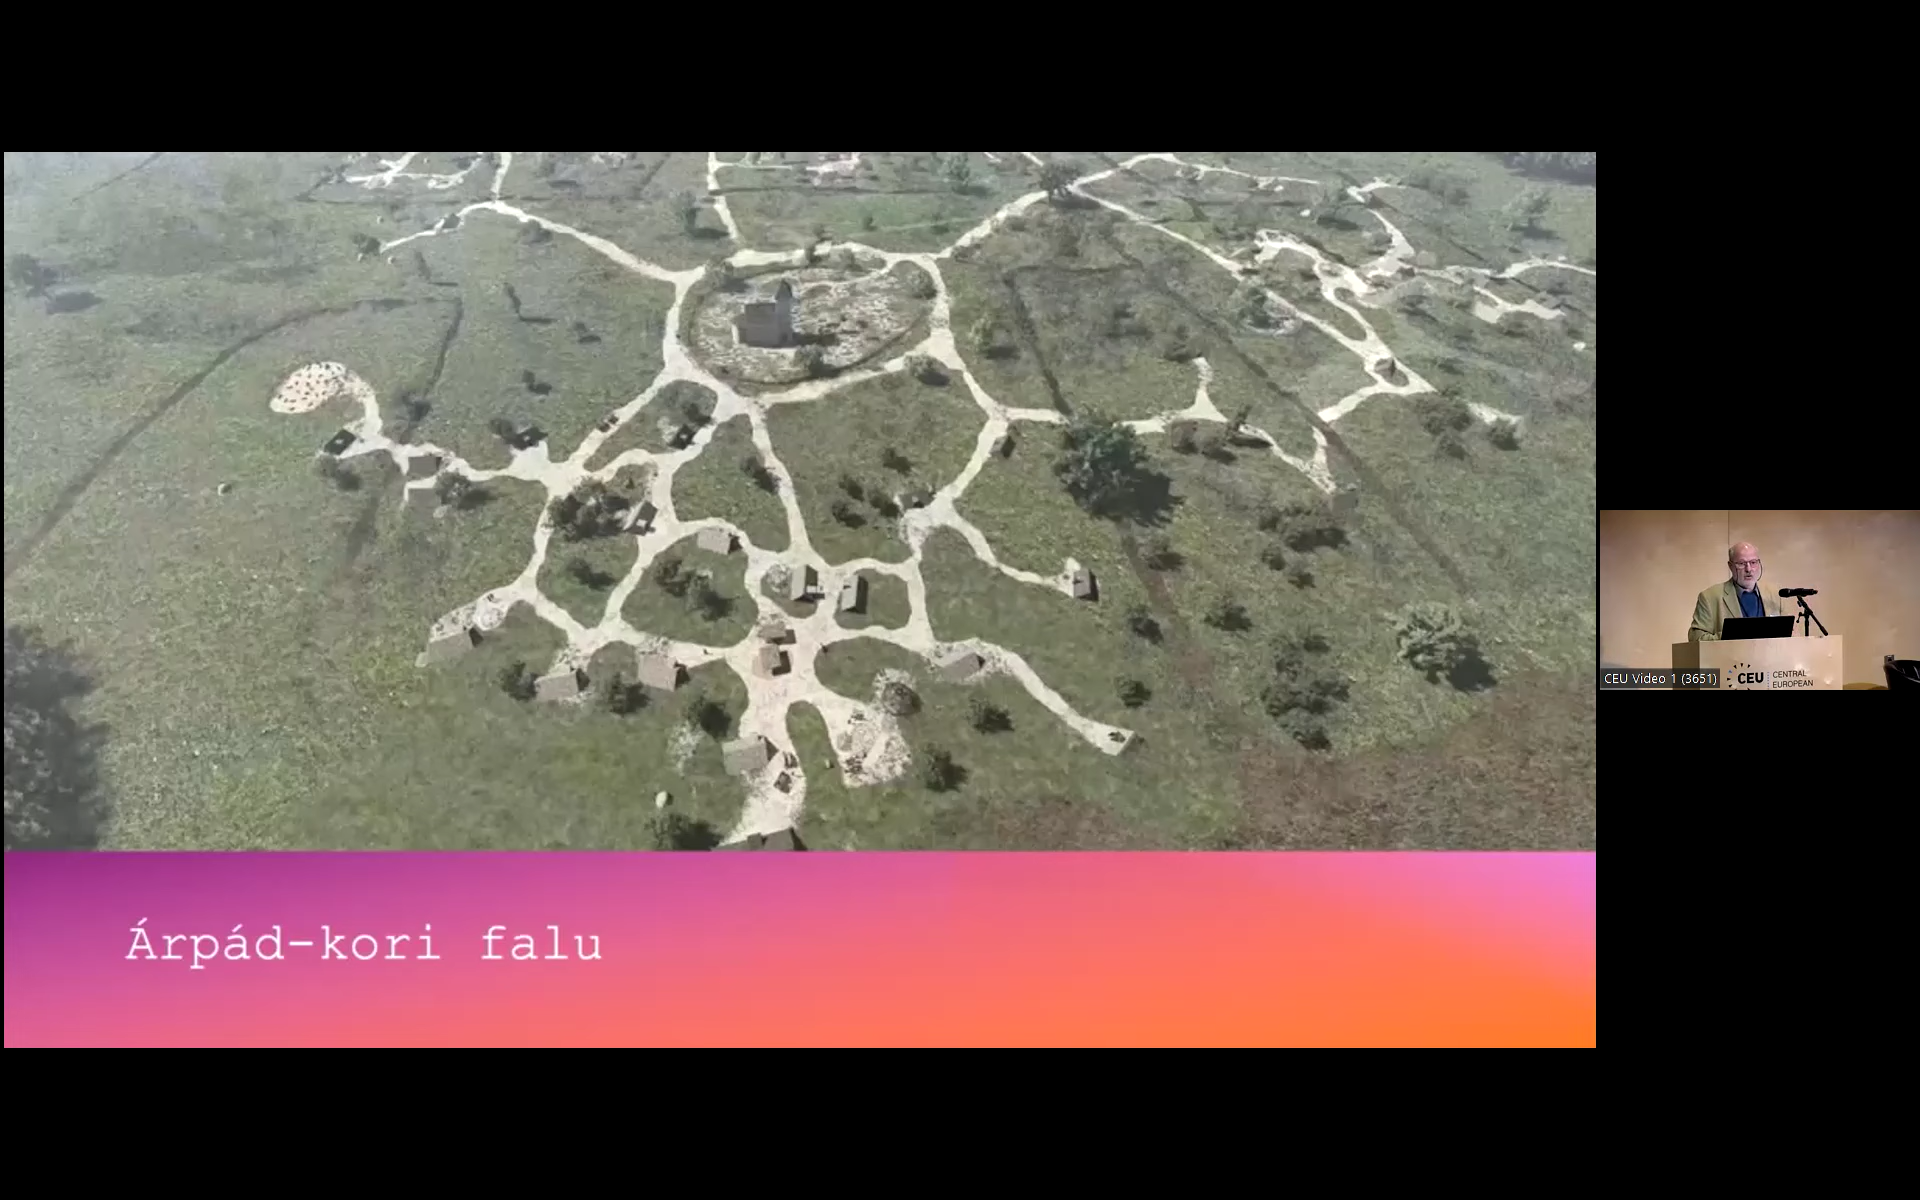 Árpád-kori falu
CEU Video 1 (3651)
CEU
CENTRAL
EUROPEAN